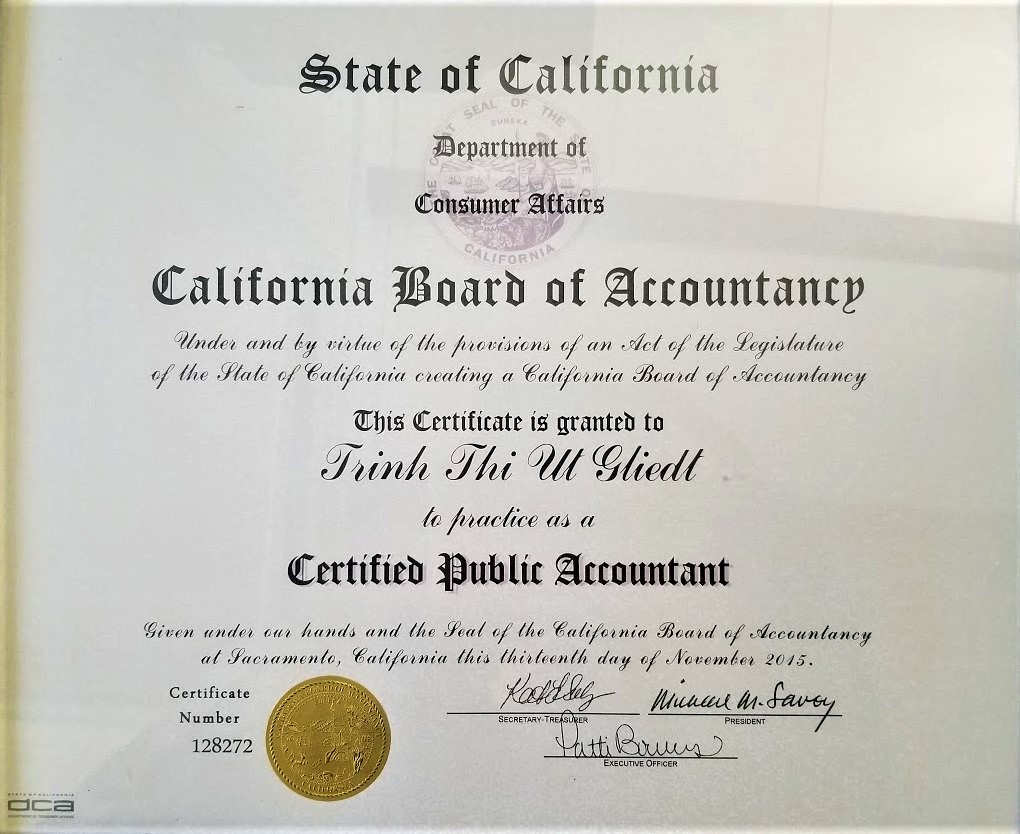 State of California
THE GREAT SEAL OF THE STATE OF
EUREKA
Department of
Consumer Affairs
CALIFORNIA
California Board of Accountancy
Under and by virtue of the provisions of an Act of the Legislature
of the State of California creating a California Board of Accountancy
This Certificate is granted to
Trinh Thi Ut Gliedt
to practice as a
Certified Public Accountant
Given under our hands and the Seal of the California Board of Accountancy
at Sacramento, California this thirteenth day of November 2015.
Certificate
Number
128272
Michael M. Savoy
SECRETARY-TREASURER
PRESIDENT
Patti Bowers
EXECUTIVE OFFICER
STATE OF CALIFORNIA
dca
DEPARTMENT OF CONSUMER AFFAIRS